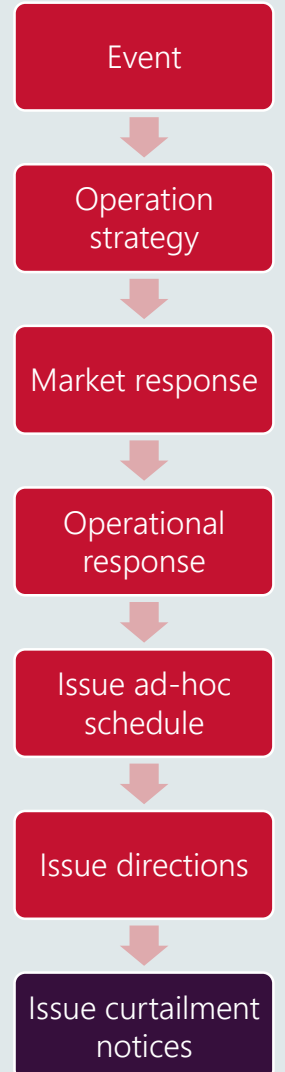 Event
Operation
strategy
Market response
Operational
response
Issue ad-hoc
schedule
Issue directions
Issue curtailment
notices